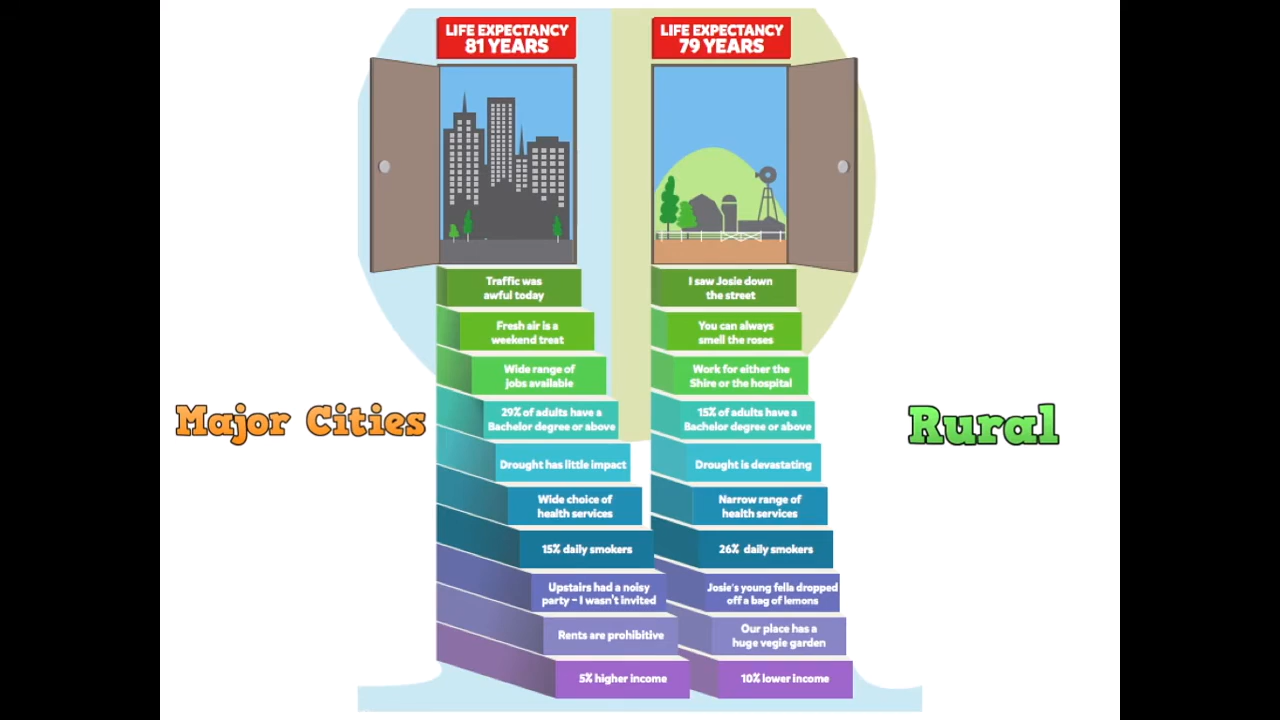 LIFE EXPECTANCY
81 YEARS
Traffic was
awful today
Fresh air is a
weekend treat
Wide range of
jobs available
29% of adults have a
Bachelor degree or above
Drought has little impact
Wide choice of
health services
15% daily smokers
Upstairs had a noisy
party – I wasn't invited
Rents are prohibitive
5% higher income
Major Cities
LIFE EXPECTANCY
79 YEARS
I saw Josie down
the street
You can always
smell the roses
Work for either the
Shire or the hospital
15% of adults have a
Bachelor degree or above
Drought is devastating
Narrow range of
health services
26% daily smokers
Josie's young fella dropped
off a bag of lemons
Our place has a
huge vegie garden
10% lower income
Rural